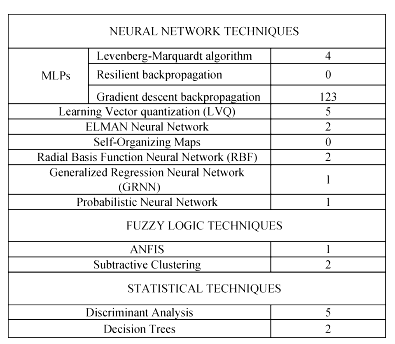 NEURAL NETWORK TECHNIQUES
MLPs
Levenberg-Marquardt algorithm 4
Resilient backpropagation 0
Gradient descent backpropagation 123
Learning Vector quantization (LVQ) 5
ELMAN Neural Network 2
Self-Organizing Maps 0
Radial Basis Function Neural Network (RBF) 2
Generalized Regression Neural Network
(GRNN) 1
Probabilistic Neural Network 1
FUZZY LOGIC TECHNIQUES
ANFIS 1
Subtractive Clustering 2
STATISTICAL TECHNIQUES
Discriminant Analysis 5
Decision Trees 2